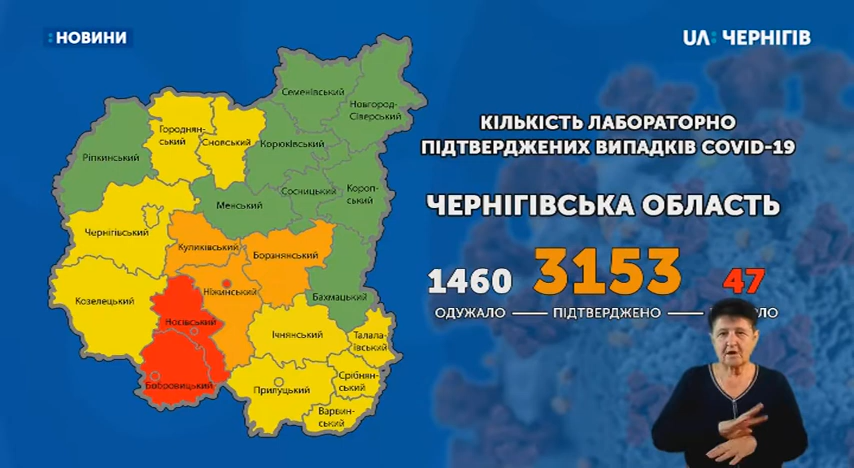 :НОВИНИ
UA:ЧЕРНІГІВ
КІЛЬКІСТЬ ЛАБОРАТОРНО
ПІДТВЕРДЖЕНИХ ВИПАДКІВ COVID-19
ЧЕРНІГІВСЬКА ОБЛАСТЬ
1460 3153 47
ОДУЖАЛО — ПІДТВЕРДЖЕНО —
Семенівський
Новгород-
Сіверський
Городнян-
ський
Сновський
Корюківський
Ріпкинський
Сосницький
Короп-
ський
Менський
Чернігівський
Куликівський
Борзнянський
Ніжинський
Бахмацький
Козелецький
Носівський
Ічнянський
Талала-
ївський
Бобровицький
Прилуцький
Срібнян-
ський
Варвин-
ський